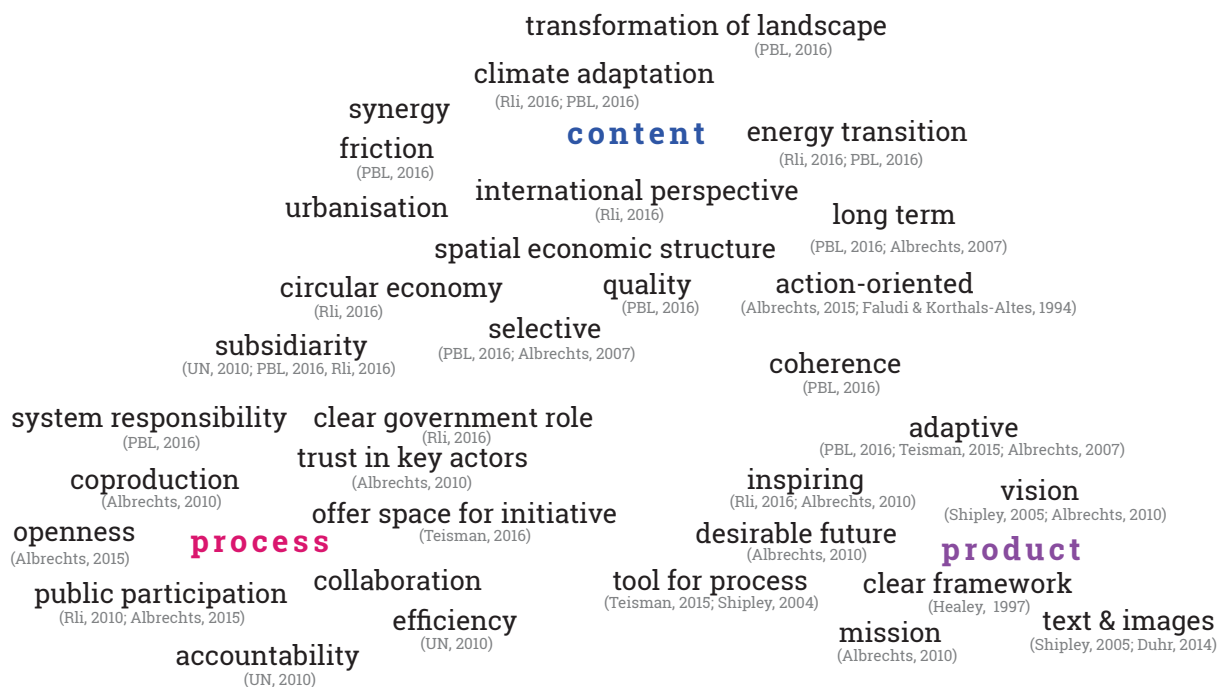 transformation of landscape
(PBL, 2016)
climate adaptation
(Rli, 2016; PBL, 2016)
synergy
content
energy transition
(Rli, 2016; PBL, 2016)
friction
(PBL, 2016)
international perspective
(Rli, 2016)
urbanisation
long term
(PBL, 2016; Albrechts, 2007)
spatial economic structure
circular economy
(Rli, 2016)
quality
(PBL, 2016)
action-oriented
(Albrechts, 2015; Faludi & Korthals-Altes, 1994)
selective
(PBL, 2016; Albrechts, 2007)
subsidiarity
(UN, 2010; PBL, 2016, Rli, 2016)
coherence
(PBL, 2016)
system responsibility
(PBL, 2016)
clear government role
(Rli, 2016)
adaptive
(PBL, 2016; Teisman, 2015; Albrechts, 2007)
trust in key actors
(Albrechts, 2010)
coproduction
(Albrechts, 2010)
inspiring
(Rli, 2016; Albrechts, 2010)
vision
(Shipley, 2005; Albrechts, 2010)
offer space for initiative
(Teisman, 2016)
openness
(Albrechts, 2015)
process
desirable future
(Albrechts, 2010)
product
public participation
(Rli, 2010; Albrechts, 2015)
collaboration
tool for process
(Teisman, 2015; Shipley, 2004)
clear framework
(Healey, 1997)
efficiency
(UN, 2010)
mission
(Albrechts, 2010)
text & images
(Shipley, 2005; Duhr, 2014)
accountability
(UN, 2010)